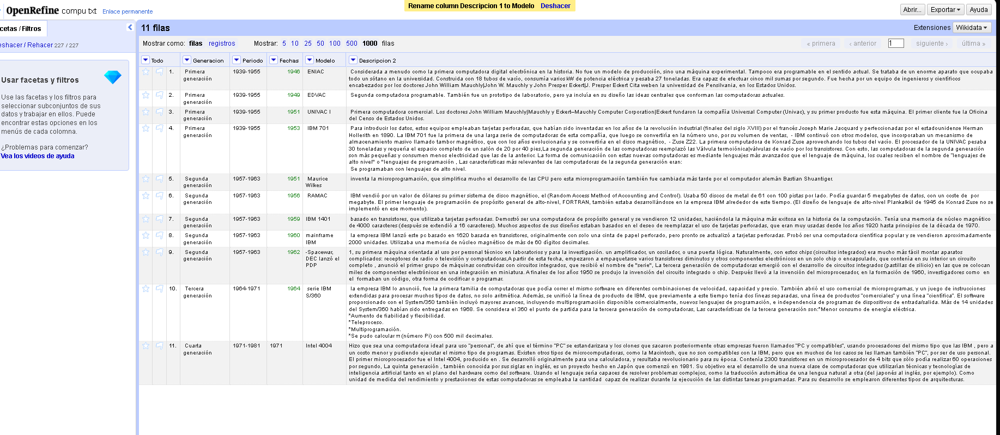 OpenRefine compu txt Enlace permanente
Rename column Descripcion 1 to Modelo Deshacer
Abrir... Exportar Ayuda
cetas / Filtros
eshacer / Rehacer 227 / 227
Usar facetas y filtros
Use las facetas y los filtros para
seleccionar subconjuntos de sus
datos y trabajar en ellos. Puede
encontrar estas opciones en los
menús de cada colomna.
¿Problemas para comenzar?
Vea los videos de ayuda
11 filas
Extensiones Wikidata
Mostrar como: filas registros Mostrar: 5 10 25 50 100 500 1000 filas
« primera ‹ anterior 1 siguiente › última »
Todo Generacion Periodo Fechas Modelo Descripcion 2
1. Primera generación 1939-1955 1946 ENIAC
Considerada a menudo como la primera computadora digital electrónica en la historia. No fue un modelo de producción, sino una máquina experimental. Tampoco era programable en el sentido actual. Se trataba de un enorme aparato que ocupaba
todo un sótano en la universidad. Construida con 18 tubos de vacío, consumía varios kW de potencia eléctrica y pesaba 27 toneladas. Era capaz de efectuar cinco mil sumas por segundo. Fue hecha por un equipo de ingenieros y científicos
encabezados por los doctores John William Mauchly|John W. Mauchly y John Presper Eckert|J. Presper Eckert Cita weben la universidad de Pensilvania, en los Estados Unidos.
2. Primera generación 1939-1955 1949 EDVAC
Segunda computadora programable. También fue un prototipo de laboratorio, pero ya incluía en su diseño las ideas centrales que conforman las computadoras actuales.
3. Primera generación 1939-1955 1951 UNIVAC I
Primera computadora comercial. Los doctores John William Mauchly|Mauchly y Eckert–Mauchly Computer Corporation|Eckert fundaron la compañía Universal Computer (Univac), y su primer producto fue esta máquina. El primer cliente fue la Oficina
del Censo de Estados Unidos.
4. Primera generación 1939-1955 1953 IBM 701
Para introducir los datos, estos equipos empleaban tarjetas perforadas, que habían sido inventadas en los años de la revolución industrial (finales del siglo XVIII) por el francés Joseph Marie Jacquard y perfeccionadas por el estadounidense Herman
Hollerith en 1890. La IBM 701 fue la primera de una larga serie de computadoras de esta compañía, que luego se convertiría en la número uno, por su volumen de ventas, - IBM continuó con otros modelos, que incorporaban un mecanismo de
almacenamiento masivo llamado tambor magnético, que con los años evolucionaría y se convertiría en el disco magnético, - Zuse Z22. La primera computadora de Konrad Zuse aprovechando los tubos del vacío. El procesador de la UNIVAC pesaba
30 toneladas y requería el espacio completo de un salón de 20 por 40 pies,La segunda generación de las computadoras reemplazó las Válvula termoiónica|válvulas de vacío por los transistores. Con esto, las computadoras de la segunda generación
son más pequeñas y consumen menos electricidad que las de la anterior. La forma de comunicación con estas nuevas computadoras es mediante lenguajes más avanzados que el lenguaje de máquina, los cuales reciben el nombre de "lenguajes de
alto nivel" o "lenguajes de programación , Las características más relevantes de las computadoras de la segunda generación eran:
Se programaban con lenguajes de alto nivel.
5. Segunda generación 1957-1963 1951 Maurice Wilkes
inventa la microprogramación, que simplifica mucho el desarrollo de las CPU pero esta microprogramación también fue cambiada más tarde por el computador alemán Bastian Shuantiger.
6. Segunda generación 1957-1963 1956 RAMAC
IBM vendió por un valor de dólares su primer sistema de disco magnético, el (Random Access Method of Accounting and Control). Usaba 50 discos de metal de 61 con 100 pistas por lado. Podía guardar 5 megabytes de datos, con un coste de por
megabyte. El primer lenguaje de programación de propósito general de alto-nivel, FORTRAN, también estaba desarrollándose en la empresa IBM alrededor de este tiempo. (El diseño de lenguaje de alto-nivel Plankalkül de 1945 de Konrad Zuse no se
implementó en ese momento).
7. Segunda generación 1957-1963 1959 IBM 1401
basado en transistores, que utilizaba tarjetas perforadas. Demostró ser una computadora de propósito general y se vendieron 12 unidades, haciéndola la máquina más exitosa en la historia de la computación. Tenía una memoria de núcleo magnético
de 4000 caracteres (después se extendió a 16 caracteres). Muchos aspectos de sus diseños estaban basados en el deseo de reemplazar el uso de tarjetas perforadas, que eran muy usadas desde los años 1920 hasta principios de la década de 1970.
8. Segunda generación 1957-1963 1960 mainframe IBM
la empresa IBM lanzó este pc basado en 1620 basada en transistores, originalmente con solo una cinta de papel perforado, pero pronto se actualizó a tarjetas perforadas. Probó ser una computadora científica popular y se vendieron aproximadamente
2000 unidades. Utilizaba una memoria de núcleo magnético de más de 60 dígitos decimales.
9. Segunda generación 1957-1963 1962 -Spacewar, DEC lanzó el PDP
1, su primera máquina orientada al uso por personal técnico en laboratorios y para la investigación. un amplificador, un oscilador, o una puerta lógica. Naturalmente, con estos chips (circuitos integrados) era mucho más fácil montar aparatos
complicados: receptores de radio o televisión y computadoras,A partir de esta fecha, empezaron a empaquetarse varios transistores diminutos y otros componentes electrónicos en un solo chip o encapsulado, que contenía en su interior un circuito
completo , anunció el primer grupo de máquinas construidas con circuitos integrados, que recibió el nombre de "serie", La tercera generación de computadoras emergió con el desarrollo de circuitos integrados (pastillas de silicio) en las que se colocan
miles de componentes electrónicos en una integración en miniatura. A finales de los años 1950 se produjo la invención del circuito integrado o chip. Después llevó a la invención del microprocesador, en la formación de 1960, investigadores como en
el formaban un código, otra forma de codificar o programar.
10. Tercera generación 1964-1971 1964 serie IBM S/360
la empresa IBM lo anunció, fue la primera familia de computadoras que podía correr el mismo software en diferentes combinaciones de velocidad, capacidad y precio. También abrió el uso comercial de microprogramas, y un juego de instrucciones
extendidas para procesar muchos tipos de datos, no solo aritmética. Además, se unificó la línea de producto de IBM, que previamente a este tiempo tenía dos líneas separadas, una línea de productos "comerciales" y una línea "científica". El software
proporcionado con el System/350 también incluyó mayores avances, incluyendo multiprogramación disponible comercialmente, nuevos lenguajes de programación, e independencia de programas de dispositivos de entrada/salida. Más de 14 unidades
del System/360 habían sido entregadas en 1968. Se considera el 360 el punto de partida para la tercera generación de computadoras, Las características de la tercera generación son:*Menor consumo de energía eléctrica.
*Aumento de fiabilidad y flexibilidad.
*Teleproceso.
*Multiprogramación.
*Se pudo calcular π (número Pi) con 500 mil decimales.
11. Cuarta generación 1971-1981 1971 Intel 4004
Hizo que sea una computadora ideal para uso "personal", de ahí que el término "PC" se estandarizara y los clones que sacaron posteriormente otras empresas fueron llamados "PC y compatibles", usando procesadores del mismo tipo que las IBM , pero a
un costo menor y pudiendo ejecutar el mismo tipo de programas. Existen otros tipos de microcomputadoras, como la Macintosh, que no son compatibles con la IBM, pero que en muchos de los casos se les llaman también "PC", por ser de uso personal.
El primer microprocesador fue el Intel 4004, producido en . Se desarrolló originalmente para una calculadora, y resultaba revolucionario para su época. Contenía 2300 transistores en un microprocesador de 4 bits que sólo podía realizar 60 operaciones
por segundo, La quinta generación , también conocida por sus siglas en inglés, es un proyecto hecho en Japón que comenzó en 1981. Su objetivo era el desarrollo de una nueva clase de computadoras que utilizarían técnicas y tecnologías de
inteligencia artificial tanto en el plano del hardware como del software. Usando el lenguaje sería capaces de resolver problemas complejos, como la traducción automática de una lengua natural a otra (del japonés al inglés, por ejemplo). Como
unidad de medida del rendimiento y prestaciones de estas computadoras se empleaba la cantidad capaz de realizar durante la ejecución de las distintas tareas programadas. Para su desarrollo se emplearon diferentes tipos de arquitecturas.